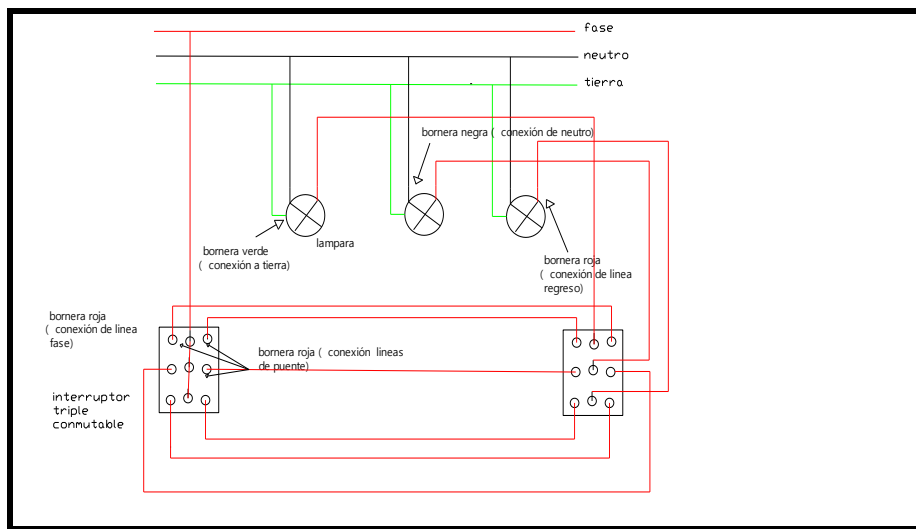 fase
neutro
tierra
bornera negra ( conexión de neutro)
bornera verde
( conexión a tierra)
lampara
bornera roja
( conexión de linea
regreso)
bornera roja
( conexión de linea
fase)
bornera roja ( conexión lineas
de puente)
interruptor
triple
conmutable